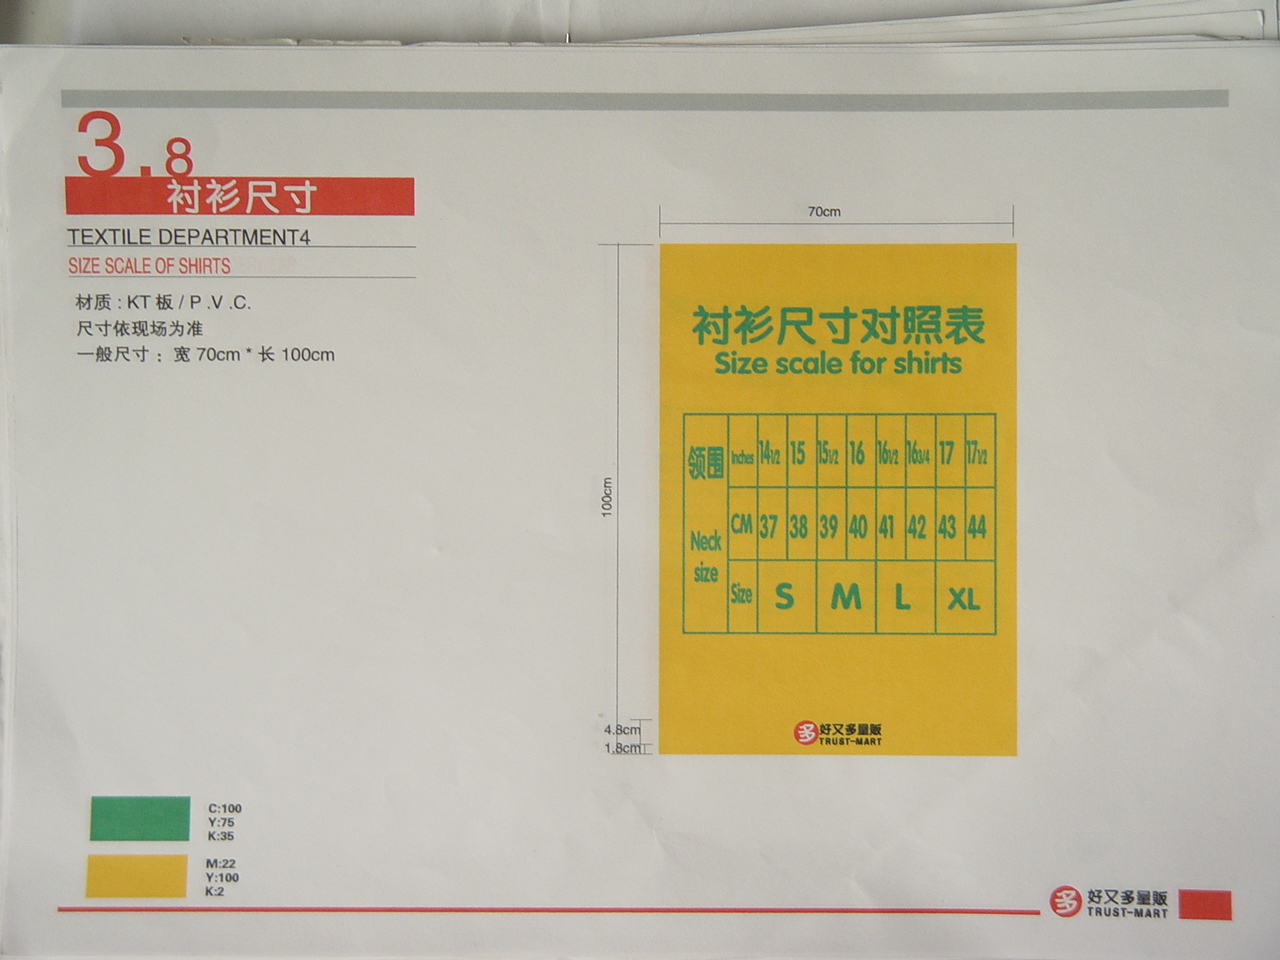 3.8
衬衫尺寸
TEXTILE DEPARTMENT4
SIZE SCALE OF SHIRTS
材质 : KT 板 / P .V .C.
尺寸依现场为准
一般尺寸 : 宽 70cm * 长 100cm
70cm
100cm
4.8cm
1.8cm
衬衫尺寸对照表
Size scale for shirts
领围 Neck size
Inches 14 1/2 15 15 1/2 16 16 1/2 16 3/4 17 17 1/2
CM 37 38 39 40 41 42 43 44
Size S M L XL
多 好又多量贩
TRUST-MART
C:100
Y:75
K:35
M:22
Y:100
K:2
多 好又多量贩
TRUST-MART